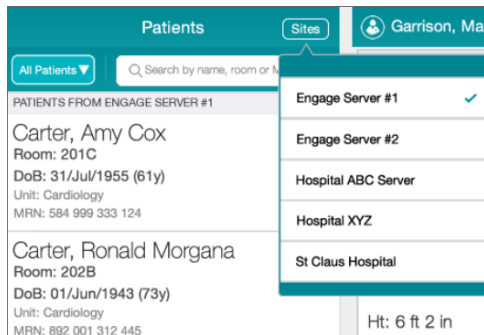 Patients
Sites
Garrison, Ma
All Patients
Search by name, room or M
PATIENTS FROM ENGAGE SERVER #1
Carter, Amy Cox
Room: 201C
DoB: 31/Jul/1955 (61y)
Unit: Cardiology
MRN: 584 999 333 124
Carter, Ronald Morgana
Room: 202B
DoB: 01/Jun/1943 (73y)
Unit: Cardiology
MRN: 892 001 312 445
Engage Server #1
Engage Server #2
Hospital ABC Server
Hospital XYZ
St Claus Hospital
Ht: 6 ft 2 in